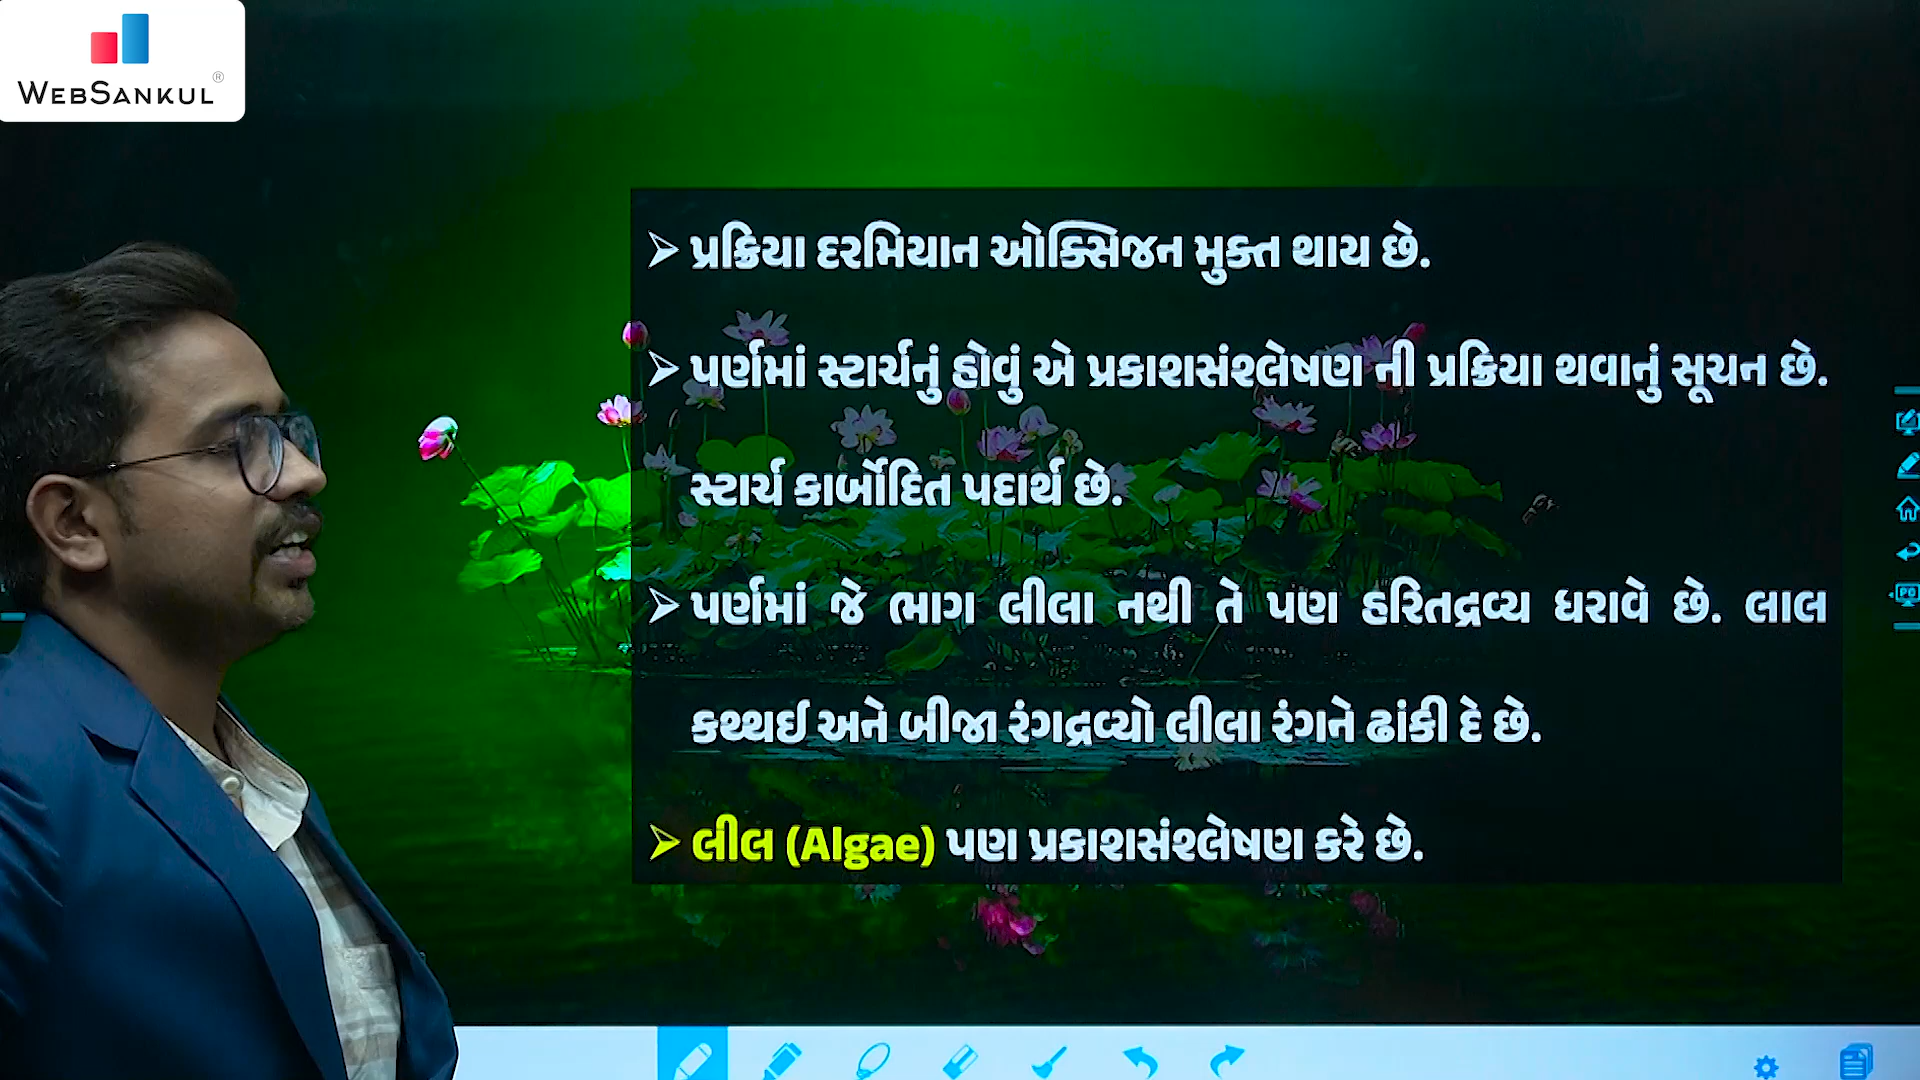 WEBSANKUL®
➢ પ્રક્રિયા દરમિયાન ઓક્સિજન મુક્ત થાય છે.
➢ પર્ણમાં સ્ટાર્ચનું હોવું એ પ્રકાશસંશ્લેષણ ની પ્રક્રિયા થવાનું સૂચન છે.
સ્ટાર્ચ કાર્બોદિત પદાર્થ છે.
➢ પર્ણમાં જે ભાગ લીલા નથી તે પણ હરિતદ્રવ્ય ધરાવે છે. લાલ
કથ્થઈ અને બીજા રંગદ્રવ્યો લીલા રંગને ઢાંકી દે છે.
➢ લીલ (Algae) પણ પ્રકાશસંશ્લેષણ કરે છે.